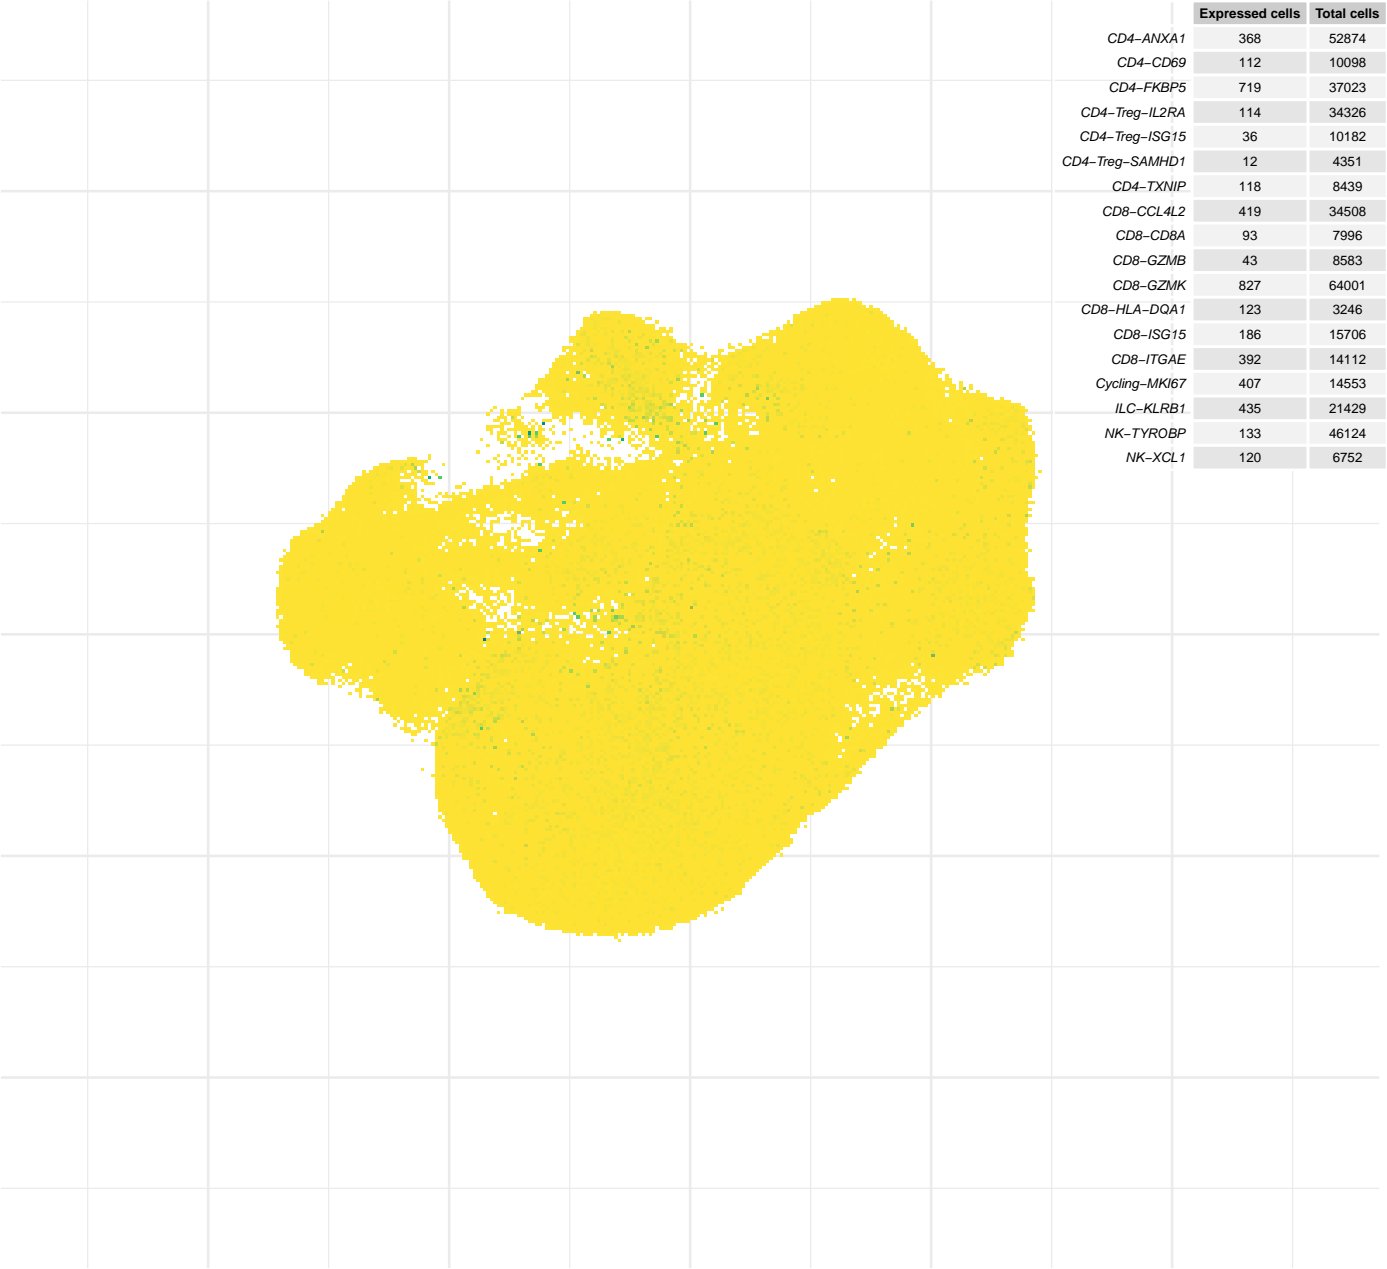 Expressed cells Total cells
CD4−ANXA1 368 52874
CD4−CD69 112 10098
CD4−FKBP5 719 37023
CD4−Treg−IL2RA 114 34326
CD4−Treg−ISG15 36 10182
CD4−Treg−SAMHD1 12 4351
CD4−TXNIP 118 8439
CD8−CCL4L2 419 34508
CD8−CD8A 93 7996
CD8−GZMB 43 8583
CD8−GZMK 827 64001
CD8−HLA−DQA1 123 3246
CD8−ISG15 186 15706
CD8−ITGAE 392 14112
Cycling−MKI67 407 14553
ILC−KLRB1 435 21429
NK−TYROBP 133 46124
NK−XCL1 120 6752